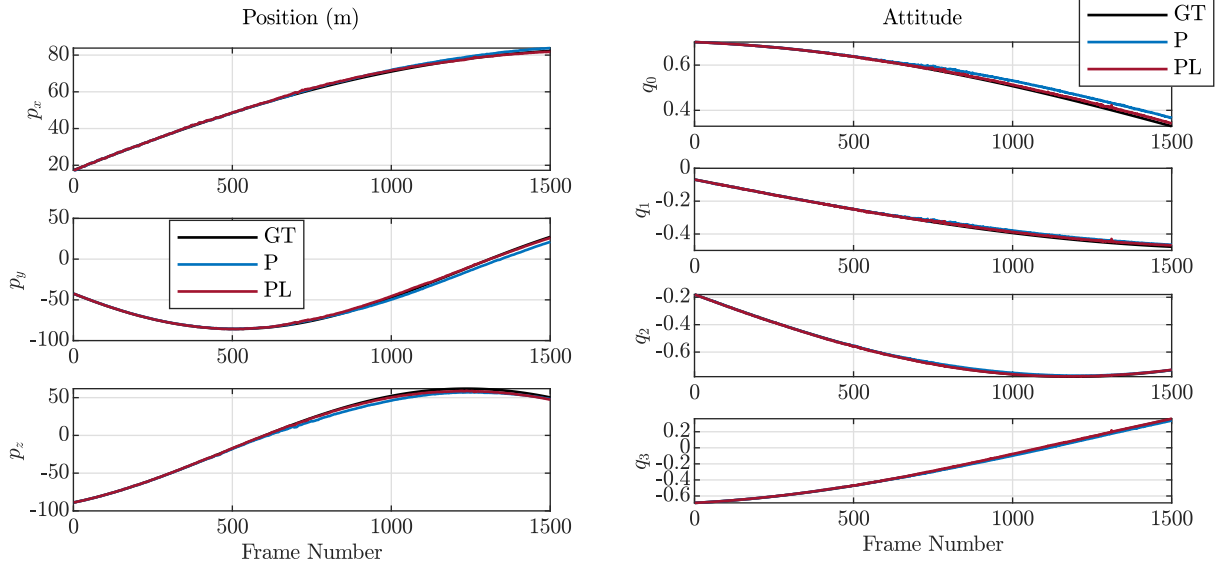 Position (m)
80
60
40
20
p_x
0 500 1000 1500
50
0
-50
-100
p_y
GT
P
PL
0 500 1000 1500
50
0
-50
-100
p_z
0 500 1000 1500
Frame Number
Attitude
GT
P
PL
0.6
0.4
q_0
0 500 1000 1500
0
-0.2
-0.4
q_1
0 500 1000 1500
-0.2
-0.4
-0.6
q_2
0 500 1000 1500
0.2
0
-0.2
-0.4
-0.6
q_3
0 500 1000 1500
Frame Number